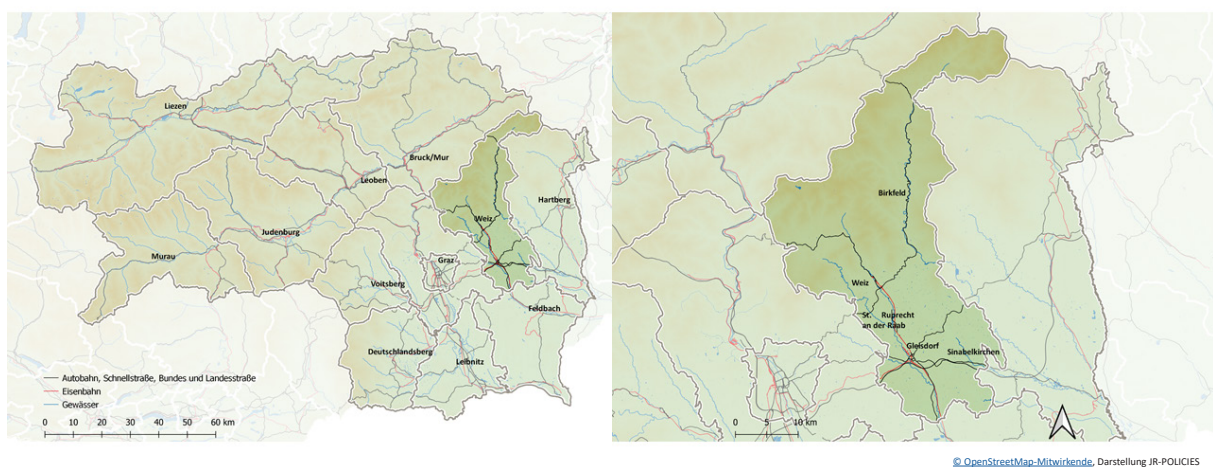 Liezen
Bruck/Mur
Leoben
Hartberg
Weiz
Judenburg
Murau
Graz
Voitsberg
Feldbach
Deutschlandsberg
Leibnitz
Autobahn, Schnellstraße, Bundes und Landesstraße
Eisenbahn
Gewässer
0 10 20 30 40 50 60 km
Birkfeld
Weiz
St. Ruprecht
an der Raab
Gleisdorf
Sinabelkirchen
0 5 10 km
© OpenStreetMap-Mitwirkende, Darstellung JR-POLICIES